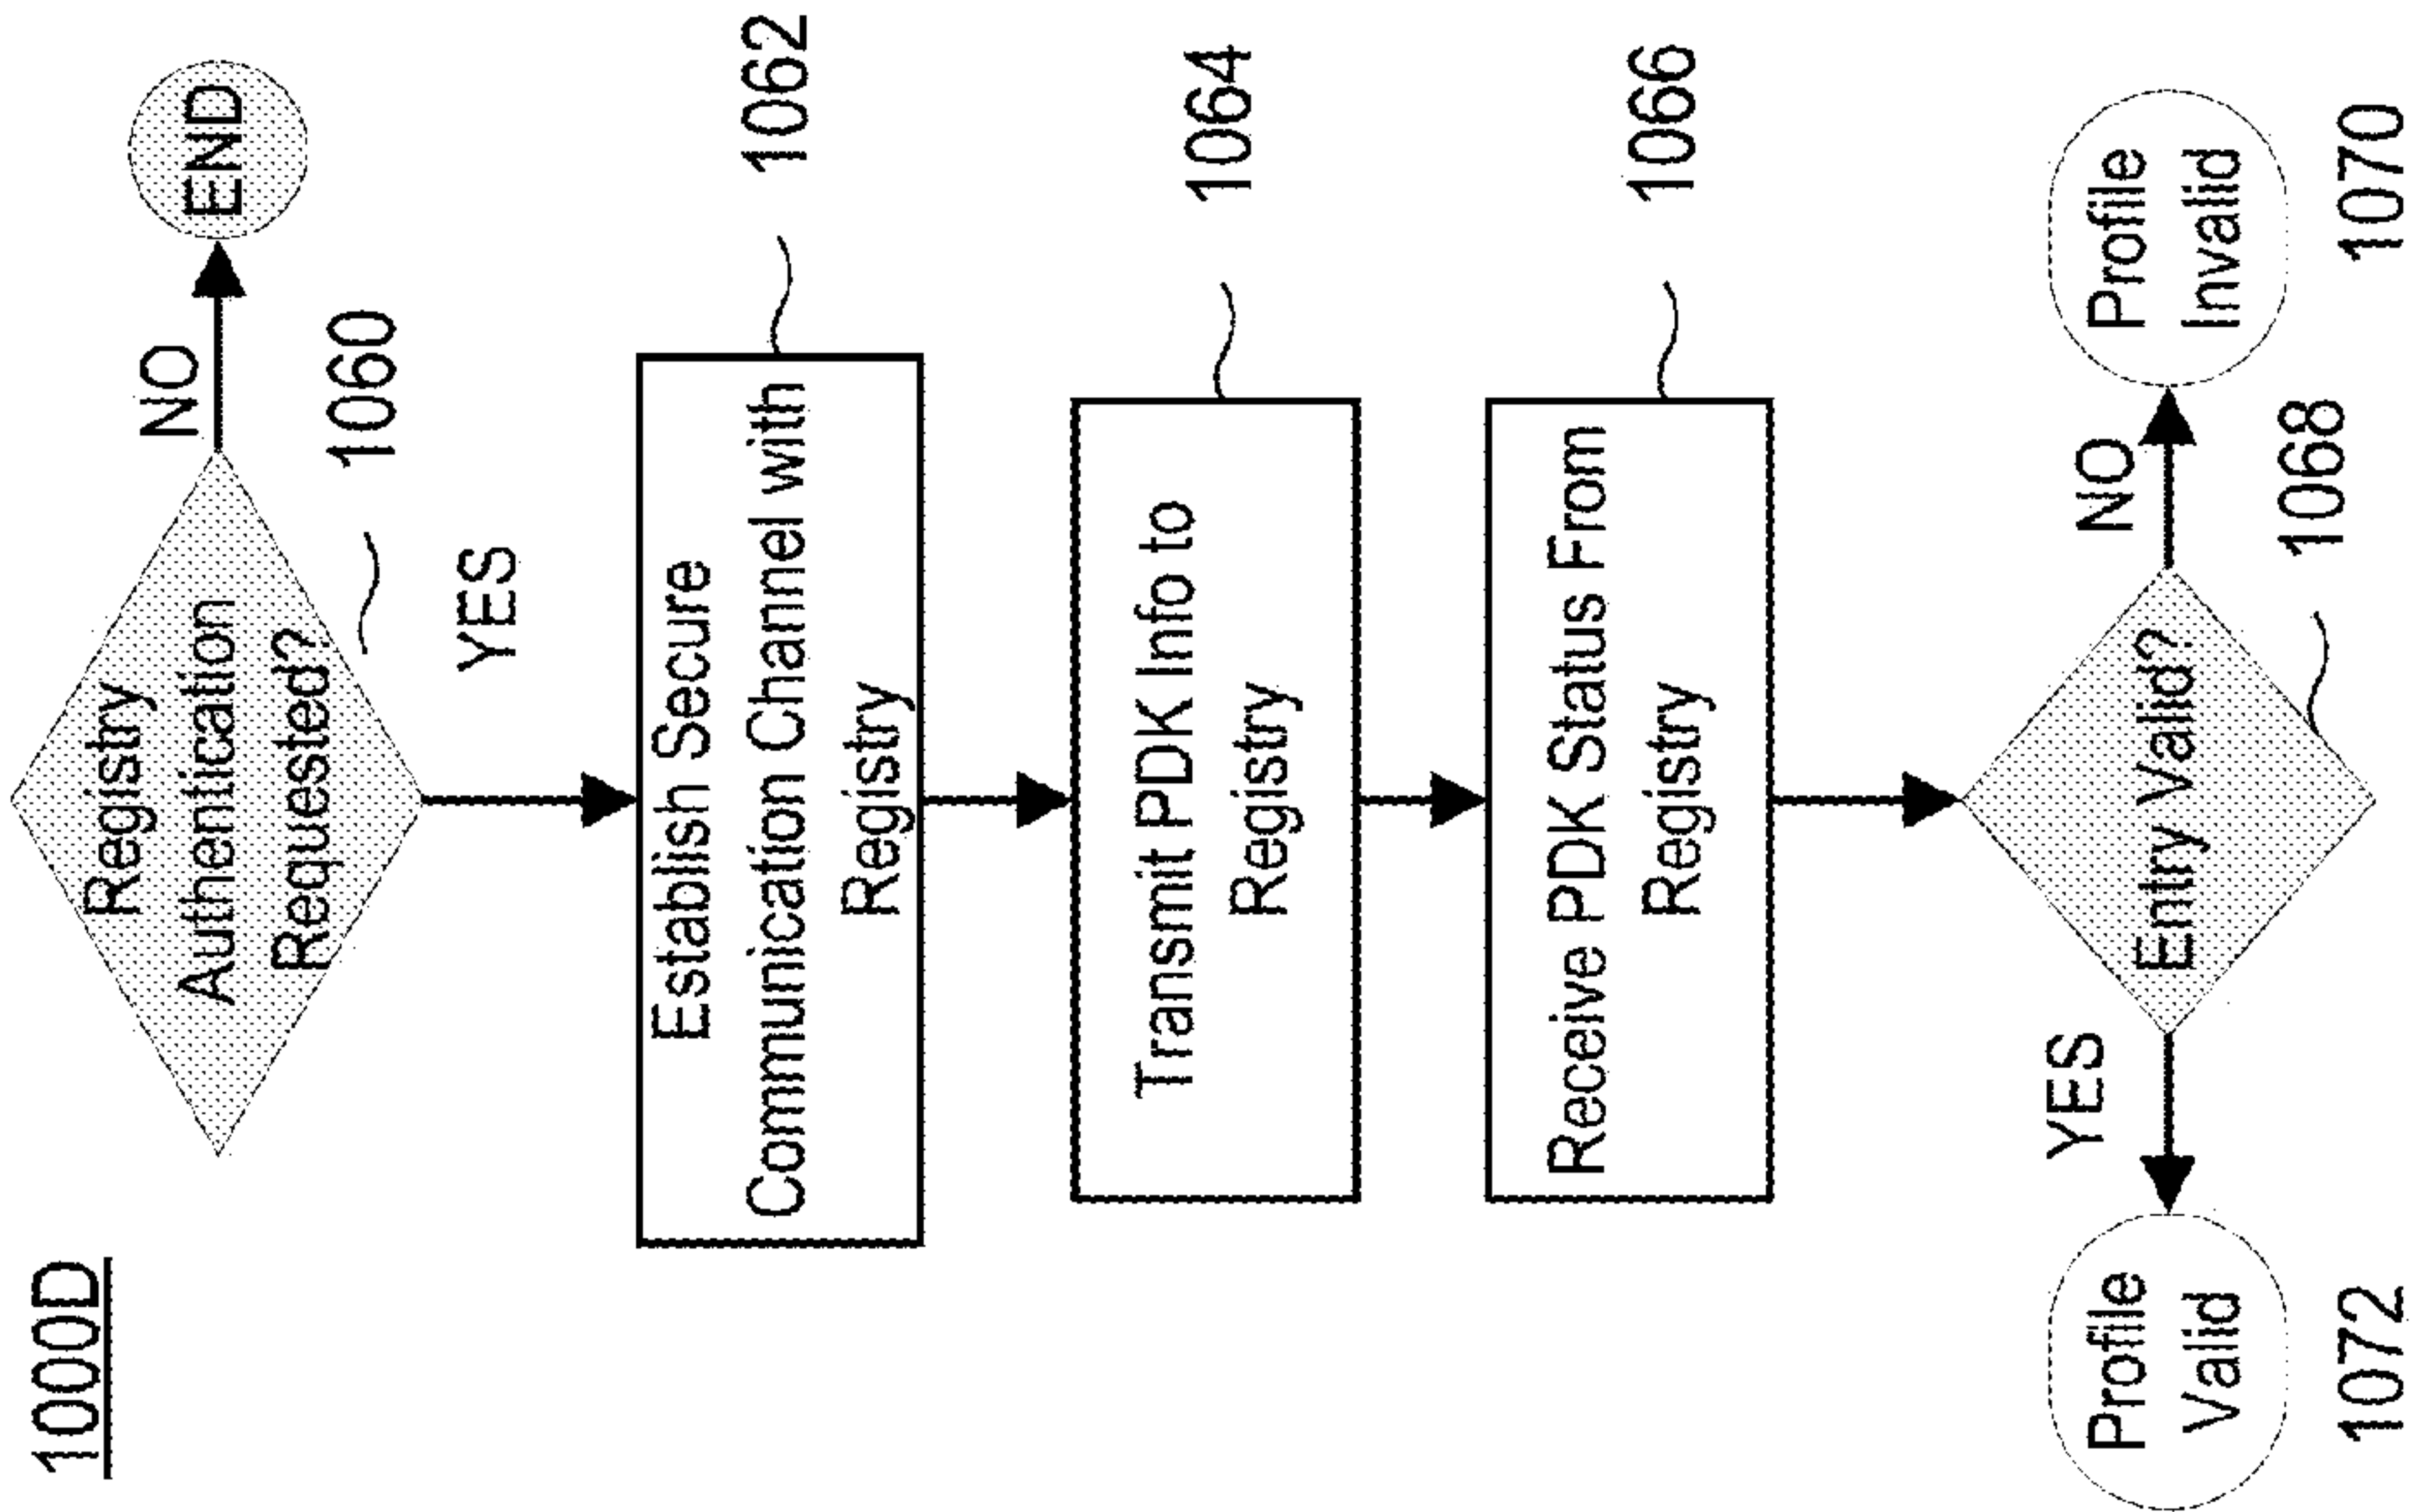 1000D
Registry
Authentication
Requested?
NO
END
1060
YES
Establish Secure
Communication Channel with
Registry
1062
Transmit PDK Info to
Registry
1064
Receive PDK Status From
Registry
1066
Entry Valid?
YES
NO
1068
Profile
Valid
1072
Profile
Invalid
1070